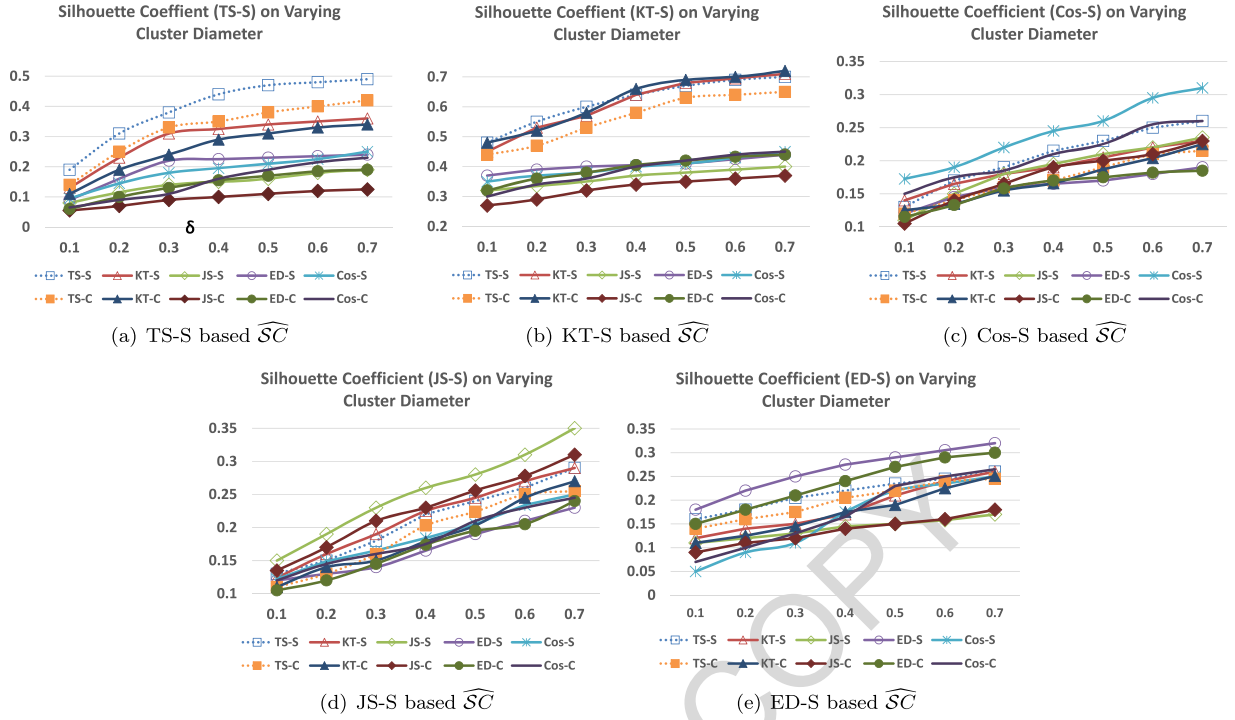 Silhouette Coeffient (TS-S) on Varying
Cluster Diameter
0.5
0.4
0.3
0.2
0.1
0
δ
0.1 0.2 0.3 0.4 0.5 0.6 0.7
TS-S KT-S JS-S ED-S Cos-S
TS-C KT-C JS-C ED-C Cos-C
(a) TS-S based SC
Silhouette Coeffient (KT-S) on Varying
Cluster Diameter
0.7
0.6
0.5
0.4
0.3
0.2
0.1 0.2 0.3 0.4 0.5 0.6 0.7
TS-S KT-S JS-S ED-S Cos-S
TS-C KT-C JS-C ED-C Cos-C
(b) KT-S based SC
Silhouette Coefficient (Cos-S) on Varying
Cluster Diameter
0.35
0.3
0.25
0.2
0.15
0.1
0.1 0.2 0.3 0.4 0.5 0.6 0.7
TS-S KT-S JS-S ED-S Cos-S
TS-C KT-C JS-C ED-C Cos-C
(c) Cos-S based SC
Silhouette Coefficient (JS-S) on Varying
Cluster Diameter
0.35
0.3
0.25
0.2
0.15
0.1
0.1 0.2 0.3 0.4 0.5 0.6 0.7
TS-S KT-S JS-S ED-S Cos-S
TS-C KT-C JS-C ED-C Cos-C
(d) JS-S based SC
Silhouette Coefficient (ED-S) on Varying
Cluster Diameter
0.35
0.3
0.25
0.2
0.15
0.1
0.05
0
0.1 0.2 0.3 0.4 0.5 0.6 0.7
TS-S KT-S JS-S ED-S Cos-S
TS-C KT-C JS-C ED-C Cos-C
(e) ED-S based SC
COPY